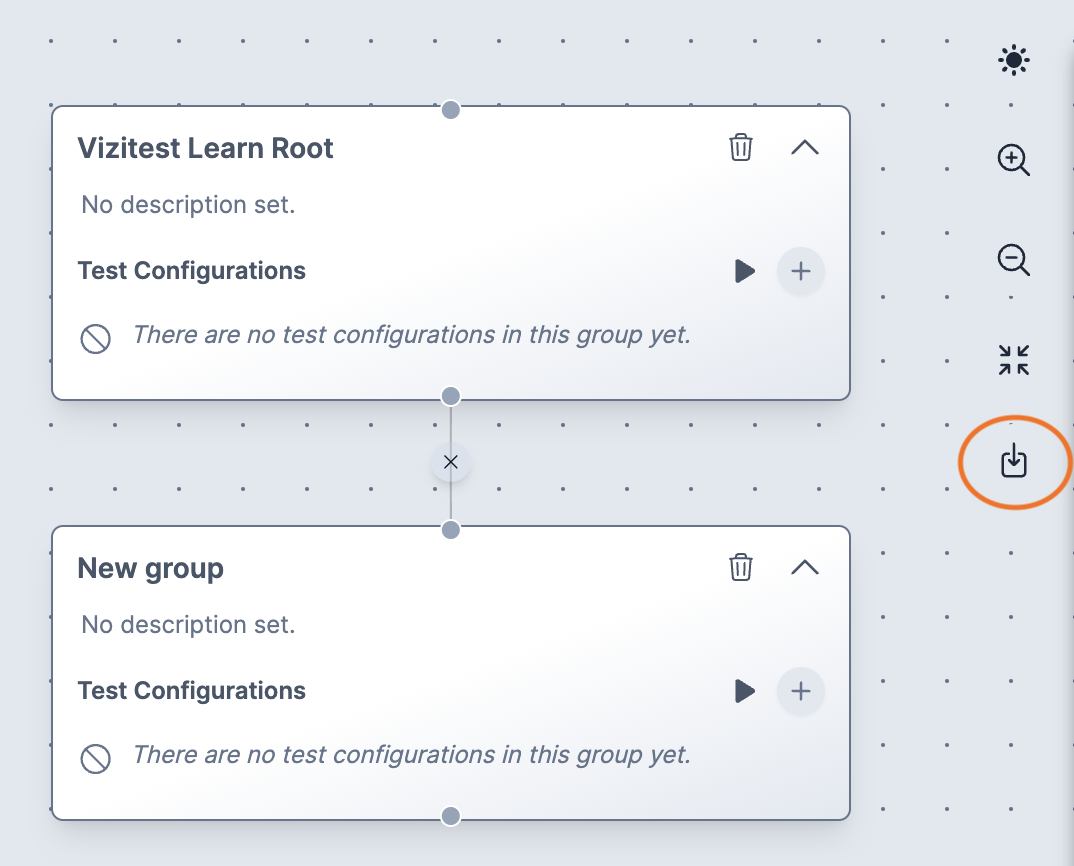 Vizitest Learn Root
No description set.
Test Configurations
There are no test configurations in this group yet.
New group
No description set.
Test Configurations
There are no test configurations in this group yet.